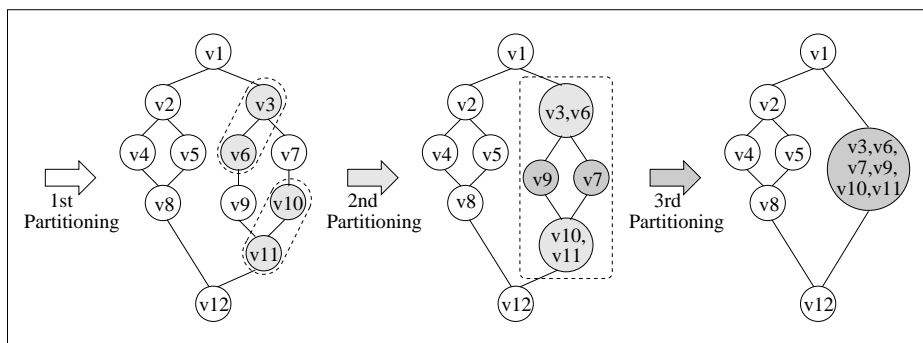 1st
Partitioning
v1
v2
v3
v4
v5
v6
v7
v8
v9
v10
v11
v12
2nd
Partitioning
v1
v2
v3,v6
v4
v5
v9
v7
v8
v10,
v11
v12
3rd
Partitioning
v1
v2
v4
v5
v3,v6,
v7,v9,
v10,v11
v8
v12